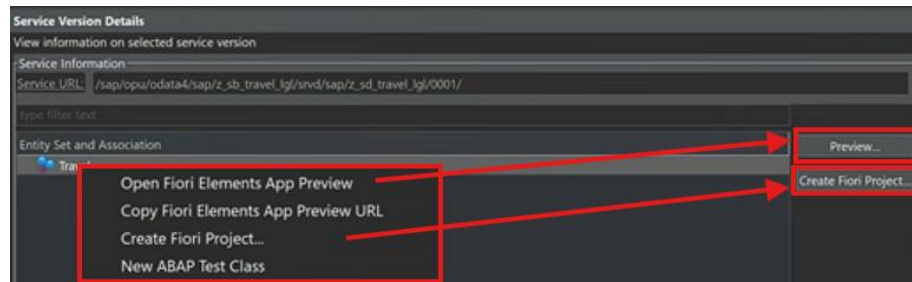 Service Version Details
View information on selected service version
Service Information
Service URL: /sap/opu/odata4/sap/z_sb_travel_lgl/srvd/sap/z_sd_travel_lgl/0001/
type filter text
Entity Set and Association
Preview...
Travel
Open Fiori Elements App Preview
Create Fiori Project...
Copy Fiori Elements App Preview URL
Create Fiori Project...
New ABAP Test Class